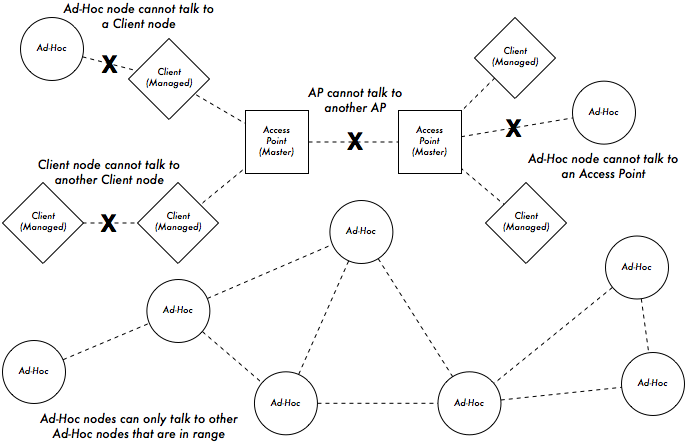 Ad-Hoc node cannot talk to
a Client node
Ad-Hoc
Client
(Managed)
Client
(Managed)
AP cannot talk to
another AP
Ad-Hoc
Access
Point
(Master)
Access
Point
(Master)
Client node cannot talk to
another Client node
Ad-Hoc node cannot talk to
an Access Point
Client
(Managed)
Client
(Managed)
Client
(Managed)
Ad-Hoc
Ad-Hoc
Ad-Hoc
Ad-Hoc
Ad-Hoc
Ad-Hoc
Ad-Hoc
Ad-Hoc nodes can only talk to other
Ad-Hoc nodes that are in range